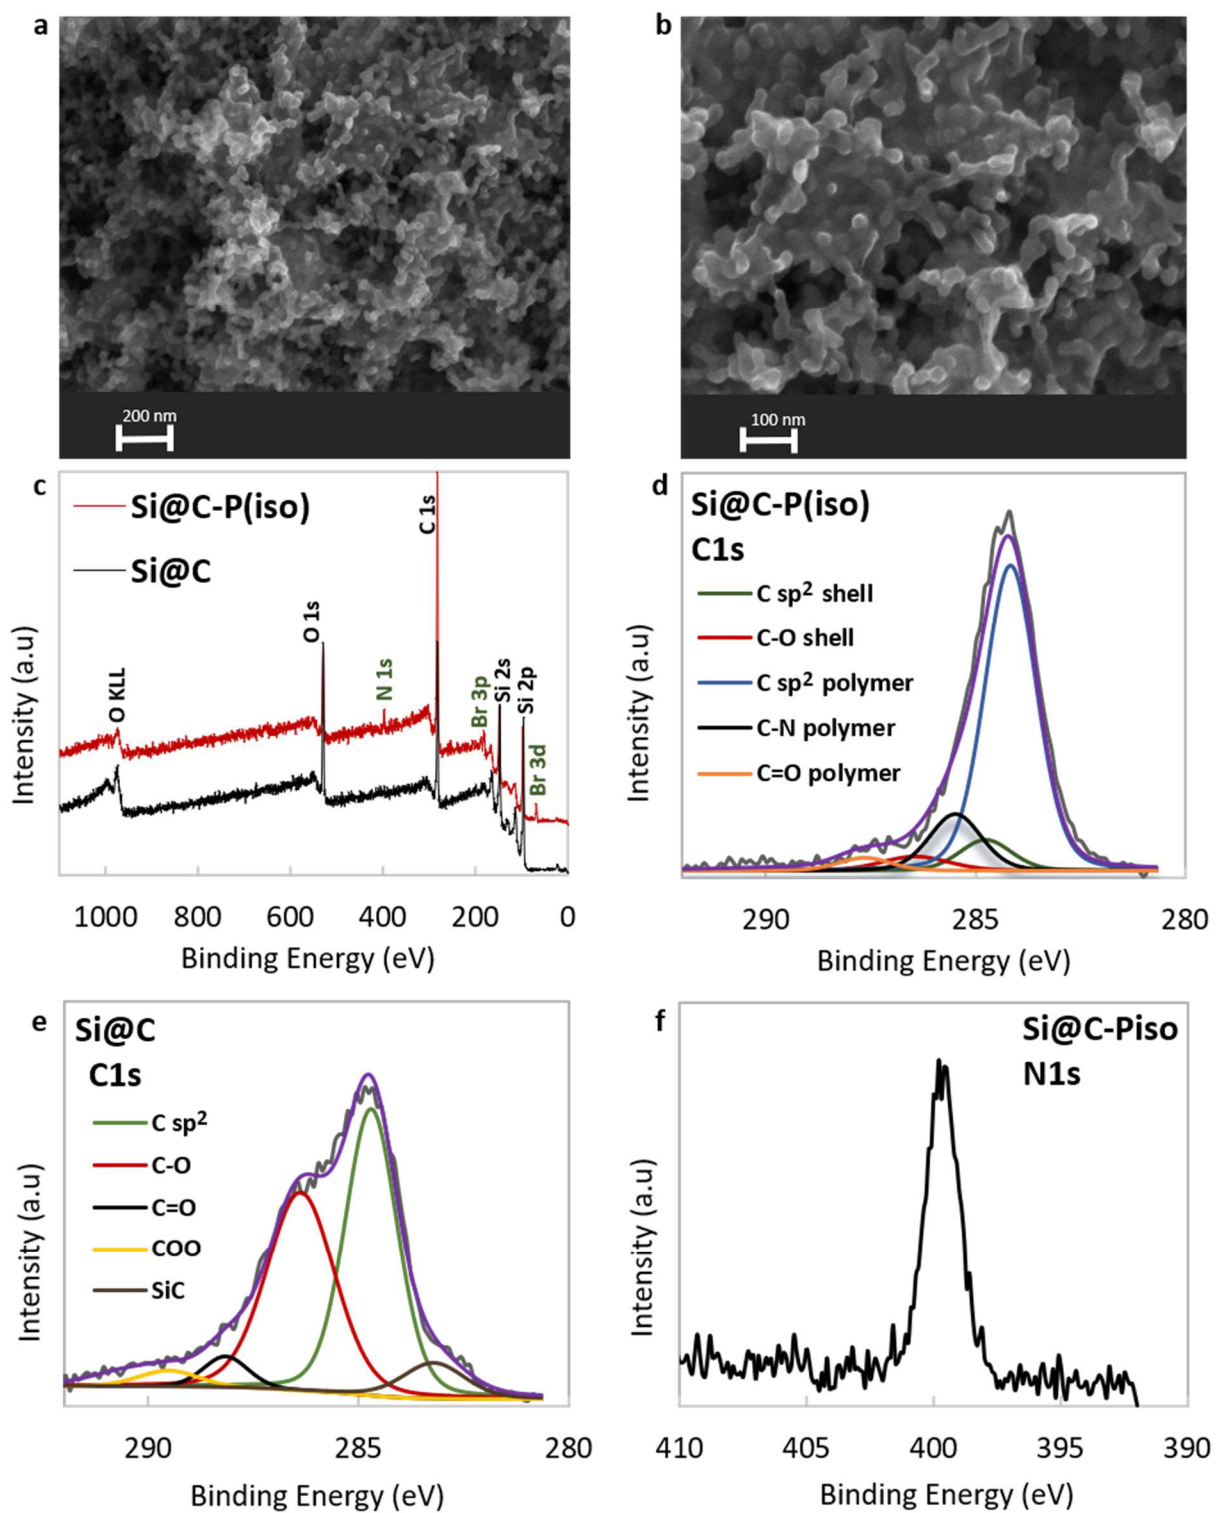 a
b
200 nm
100 nm
c
Si@C-P(iso)
Si@C
O KLL
O 1s
N 1s
C 1s
Br 3p
Si 2s
Si 2p
Br 3d
Intensity (a.u)
1000 800 600 400 200 0
Binding Energy (eV)
d
Si@C-P(iso)
C1s
C sp² shell
C-O shell
C sp² polymer
C-N polymer
C=O polymer
Intensity (a.u)
290 285 280
Binding Energy (eV)
e
Si@C
C1s
C sp²
C-O
C=O
COO
SiC
Intensity (a.u)
290 285 280
Binding Energy (eV)
f
Si@C-Piso
N1s
Intensity (a.u)
410 405 400 395 390
Binding Energy (eV)